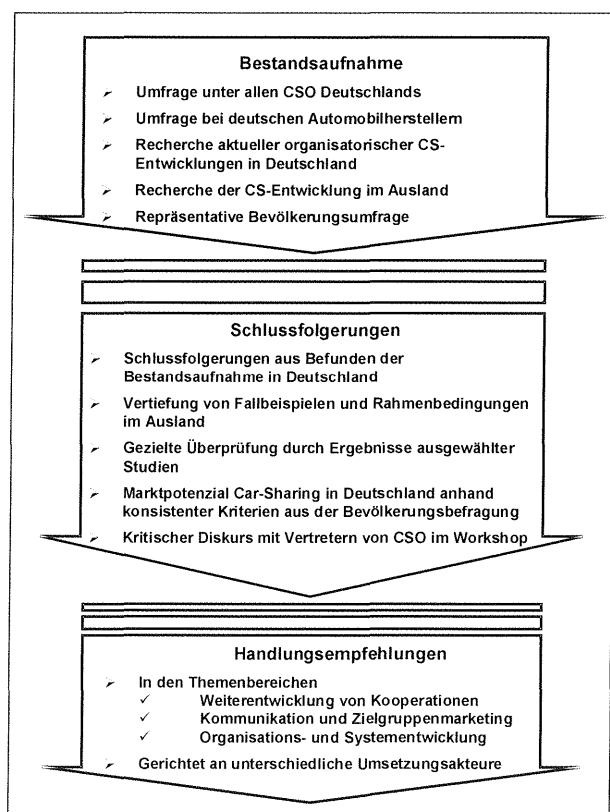 Bestandsaufnahme
➢ Umfrage unter allen CSO Deutschlands
➢ Umfrage bei deutschen Automobilherstellern
➢ Recherche aktueller organisatorischer CS-
Entwicklungen in Deutschland
➢ Recherche der CS-Entwicklung im Ausland
➢ Repräsentative Bevölkerungsumfrage
Schlussfolgerungen
➢ Schlussfolgerungen aus Befunden der
Bestandsaufnahme in Deutschland
➢ Vertiefung von Fallbeispielen und Rahmenbedingungen
im Ausland
➢ Gezielte Überprüfung durch Ergebnisse ausgewählter
Studien
➢ Marktpotenzial Car-Sharing in Deutschland anhand
konsistenter Kriterien aus der Bevölkerungsbefragung
➢ Kritischer Diskurs mit Vertretern von CSO im Workshop
Handlungsempfehlungen
➢ In den Themenbereichen
✓ Weiterentwicklung von Kooperationen
✓ Kommunikation und Zielgruppenmarketing
✓ Organisations- und Systementwicklung
➢ Gerichtet an unterschiedliche Umsetzungsakteure